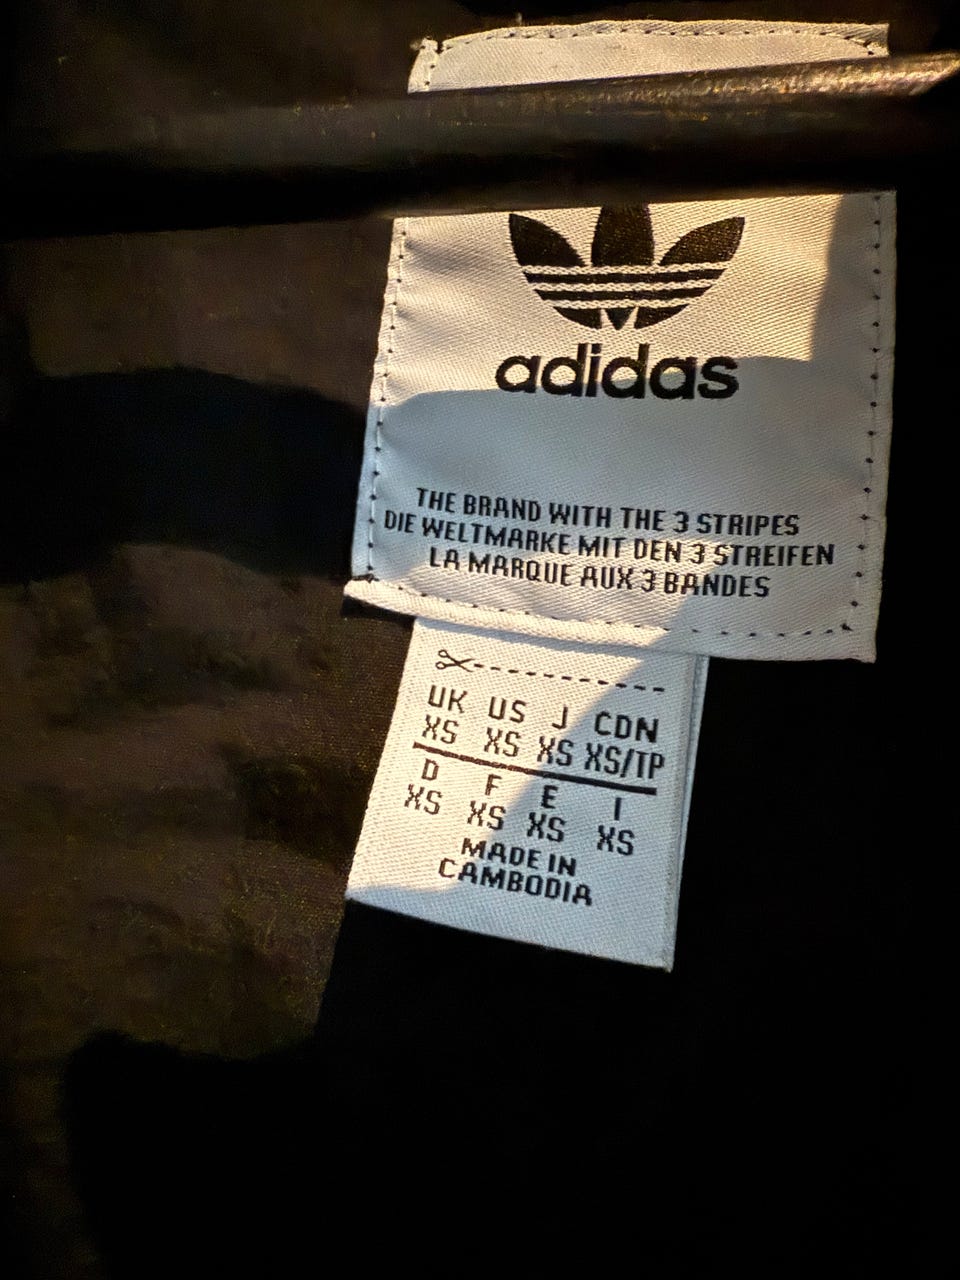 adidas
THE BRAND WITH THE 3 STRIPES
DIE WELTMARKE MIT DEN 3 STREIFEN
LA MARQUE AUX 3 BANDES
UK US J CDN
XS XS XS XS/TP
D F E I
XS XS XS XS
MADE IN
CAMBODIA